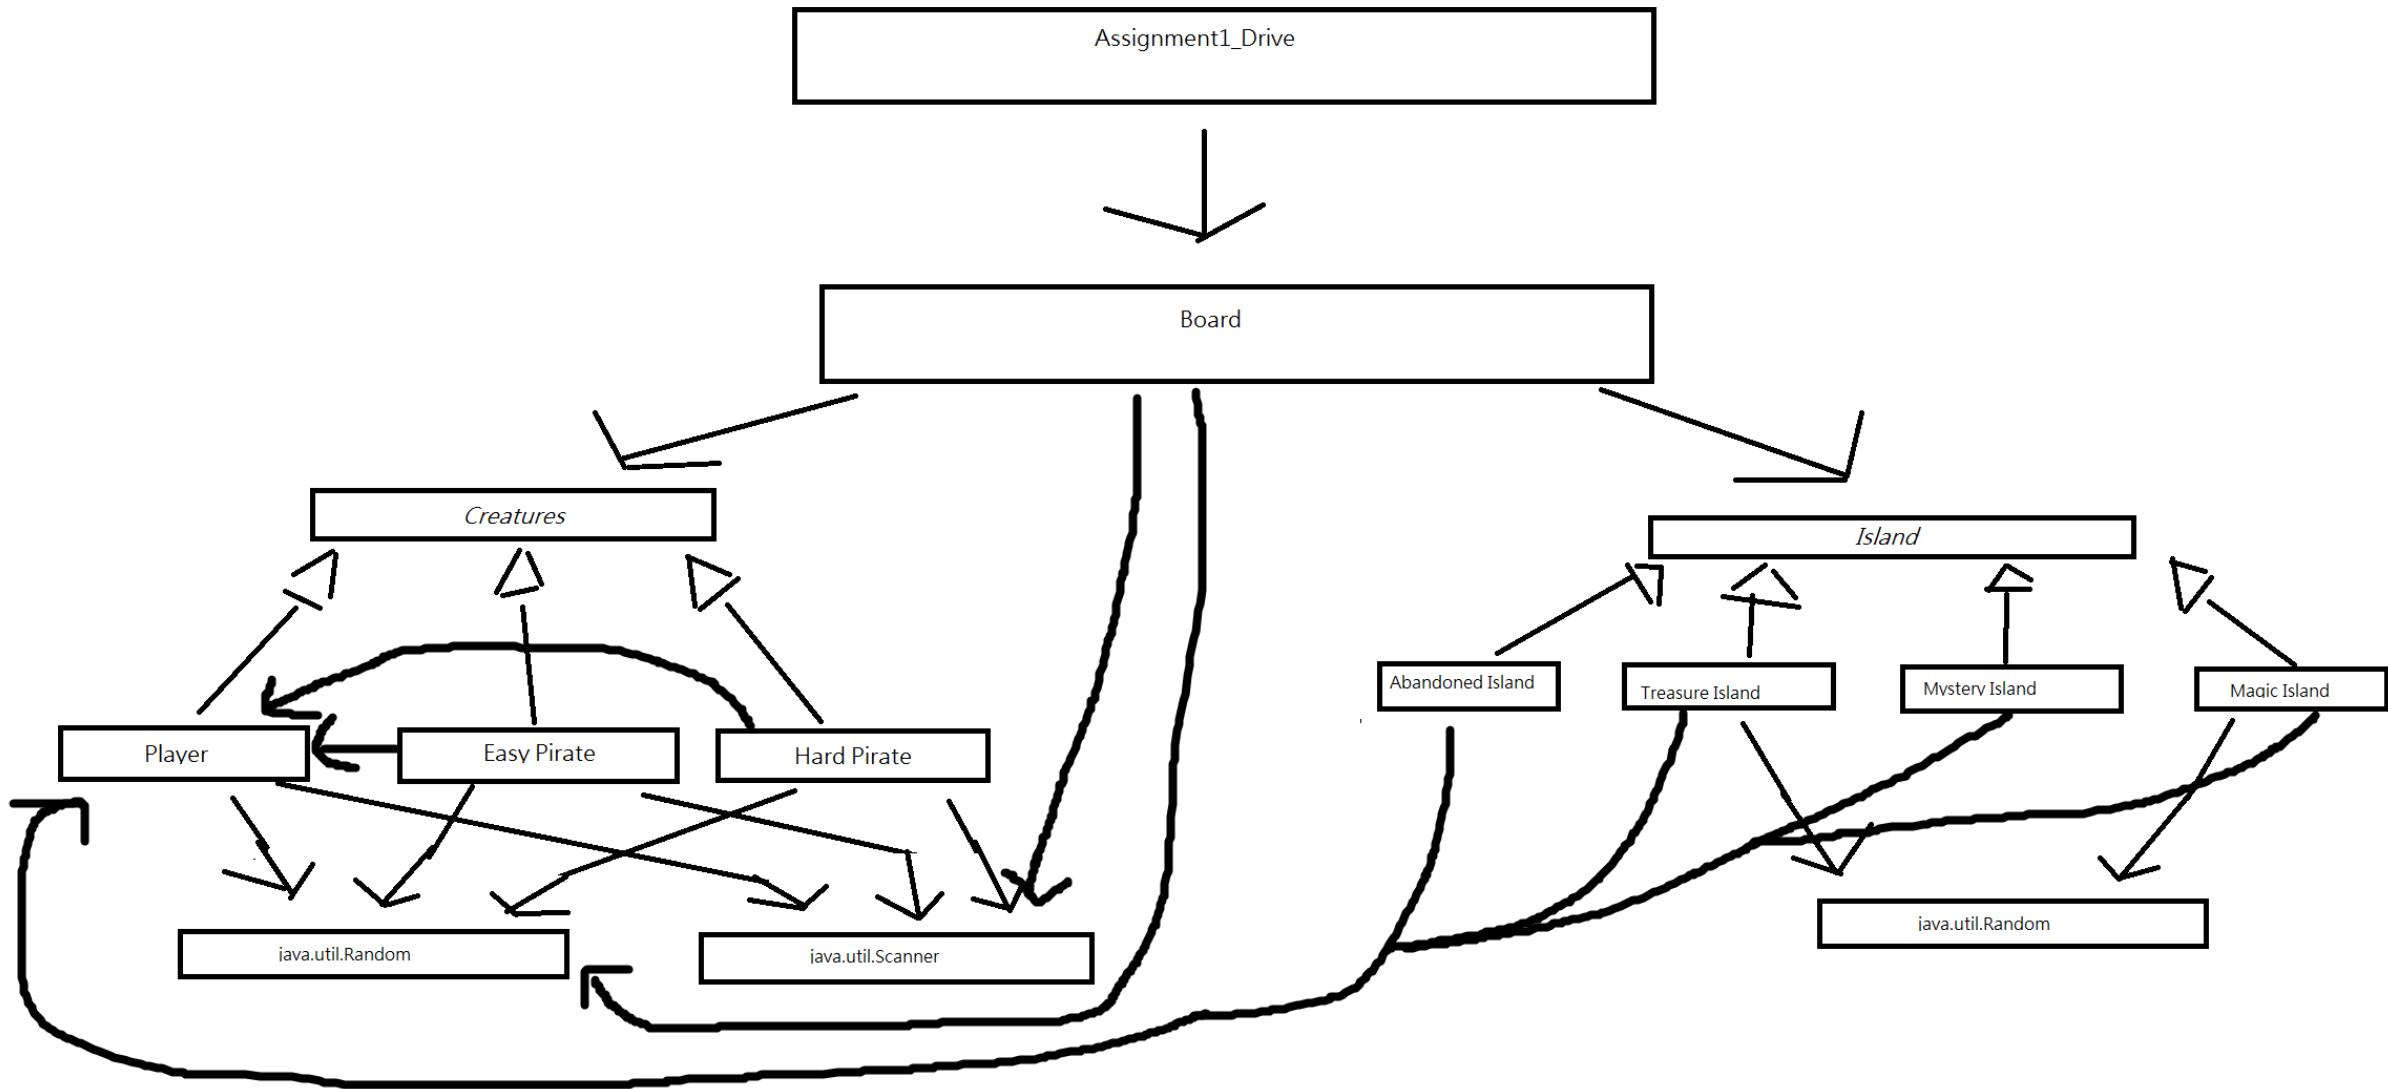 Assignment1_Drive
Board
Creatures
Island
Abandoned Island
Treasure Island
Mystery Island
Magic Island
Player
Easy Pirate
Hard Pirate
java.util.Random
java.util.Random
java.util.Scanner